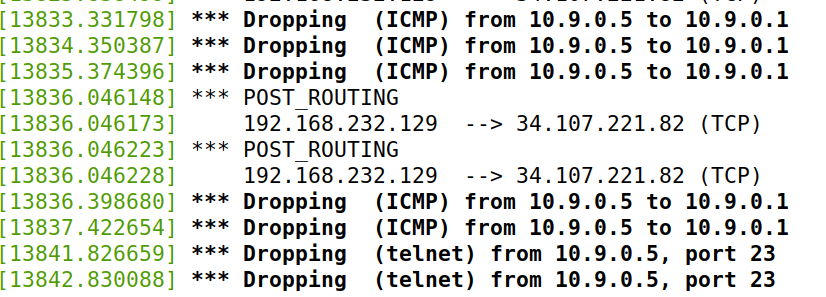 [13833.331798] *** Dropping  (ICMP) from 10.9.0.5 to 10.9.0.1
[13834.350387] *** Dropping  (ICMP) from 10.9.0.5 to 10.9.0.1
[13835.374396] *** Dropping  (ICMP) from 10.9.0.5 to 10.9.0.1
[13836.046148] *** POST_ROUTING
[13836.046173]     192.168.232.129  --> 34.107.221.82 (TCP)
[13836.046223] *** POST_ROUTING
[13836.046228]     192.168.232.129  --> 34.107.221.82 (TCP)
[13836.398680] *** Dropping  (ICMP) from 10.9.0.5 to 10.9.0.1
[13837.422654] *** Dropping  (ICMP) from 10.9.0.5 to 10.9.0.1
[13841.826659] *** Dropping  (telnet) from 10.9.0.5, port 23
[13842.830088] *** Dropping  (telnet) from 10.9.0.5, port 23